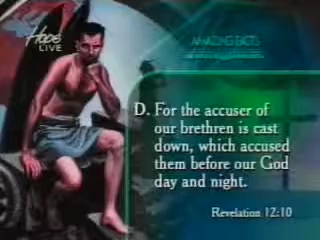 Hope
LIVE
AMAZING FACTS
D. For the accuser of
our brethren is cast
down, which accused
them before our God
day and night.
Revelation 12:10